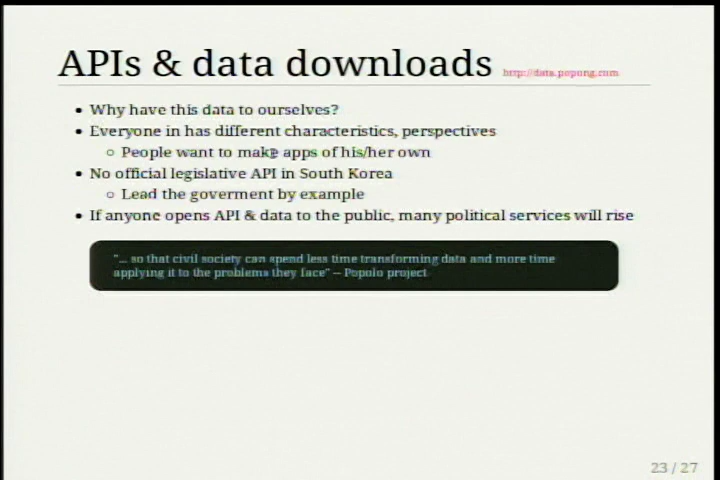 APIs & data downloads http://data.popong.com
Why have this data to ourselves?
Everyone in has different characteristics, perspectives
People want to make apps of his/her own
No official legislative API in South Korea
Lead the goverment by example
If anyone opens API & data to the public, many political services will rise
"... so that civil society can spend less time transforming data and more time
applying it to the problems they face" -- Popolo project
23 / 27